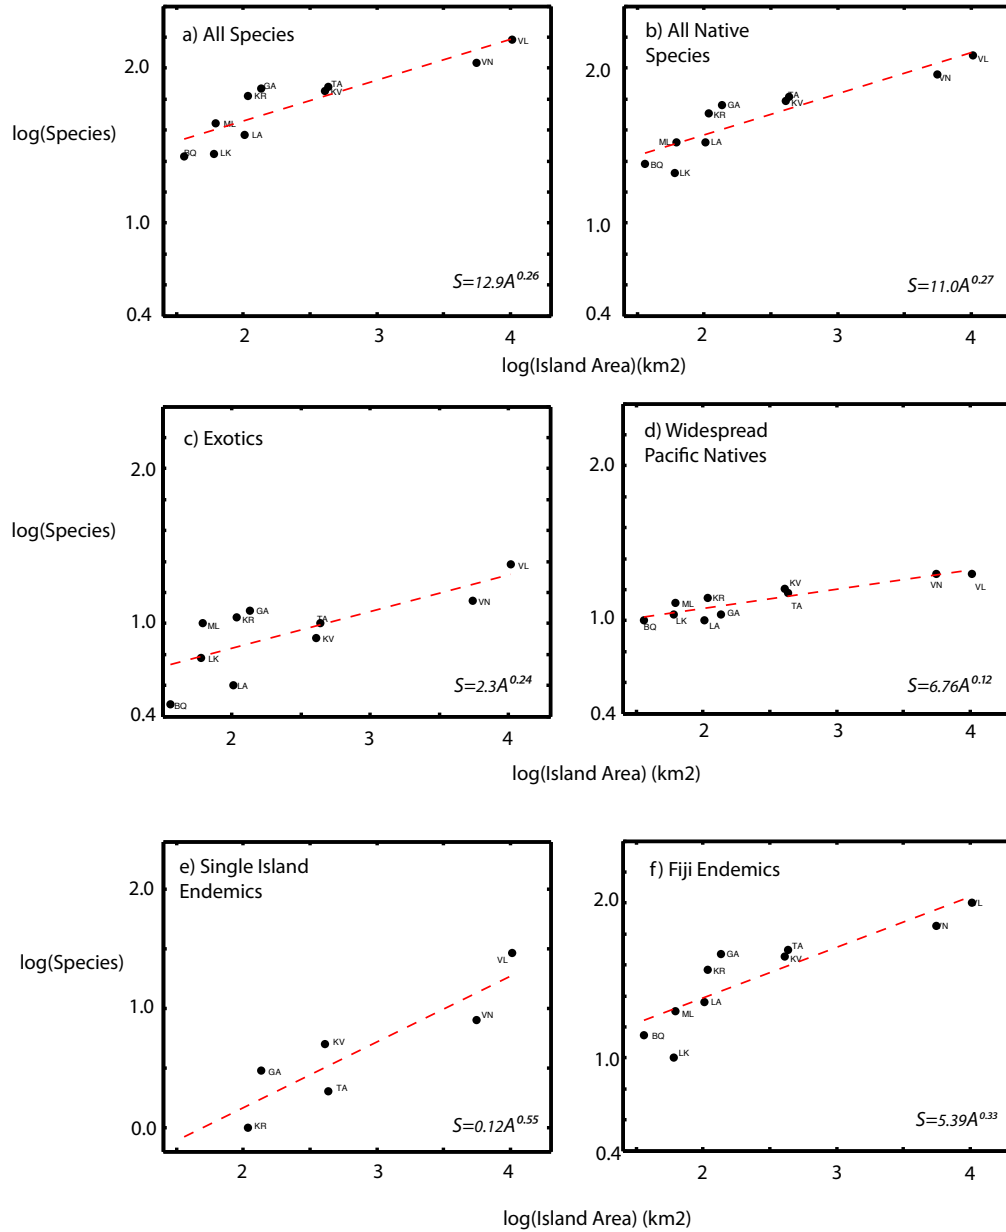 a) All Species
b) All Native
Species
log(Species)
2.0
1.0
0.4
VL
VN
TA
KV
GA
KR
ML
LA
BQ
LK
S=12.9A^0.26
2
3
4
2.0
1.0
0.4
VL
VN
TA
KV
GA
KR
ML
LA
BQ
LK
S=11.0A^0.27
2
3
4
log(Island Area)(km2)
c) Exotics
d) Widespread
Pacific Natives
log(Species)
2.0
1.0
0.4
VL
VN
GA
KR
ML
TA
KV
LK
LA
BQ
S=2.3A^0.24
2
3
4
2.0
1.0
0.4
KV
TA
VN
VL
ML
KR
LK
GA
BQ
LA
S=6.76A^0.12
2
3
4
log(Island Area) (km2)
e) Single Island
Endemics
f) Fiji Endemics
log(Species)
2.0
1.0
0.0
VL
VN
KV
GA
TA
KR
S=0.12A^0.55
2
3
4
2.0
1.0
0.4
VL
VN
TA
KV
GA
KR
LA
ML
BQ
LK
S=5.39A^0.33
2
3
4
log(Island Area) (km2)